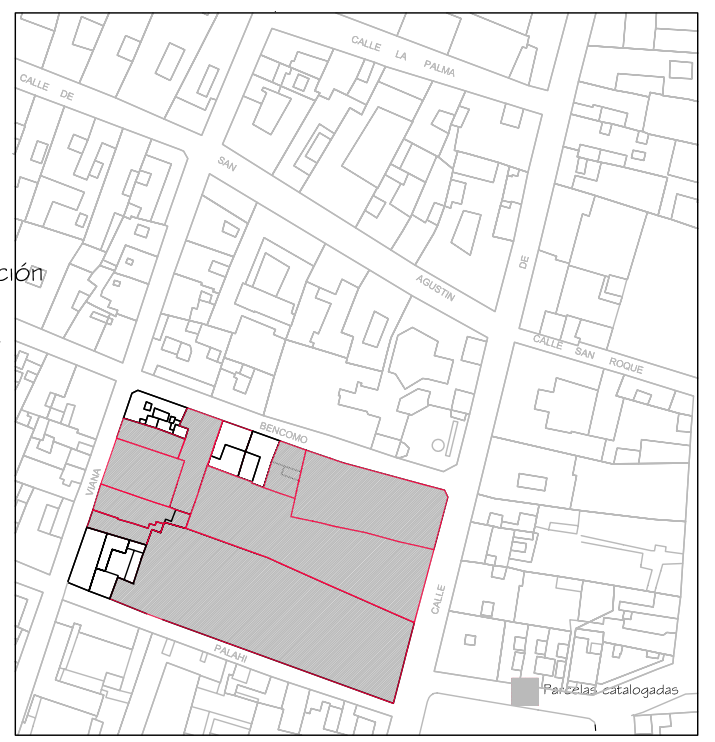 CALLE LA PALMA
CALLE DE
SAN
DE
ción
AGUSTIN
CALLE SAN ROQUE
BENCOMO
VIANA
CALLE
PALAHI
Parcelas catalogadas